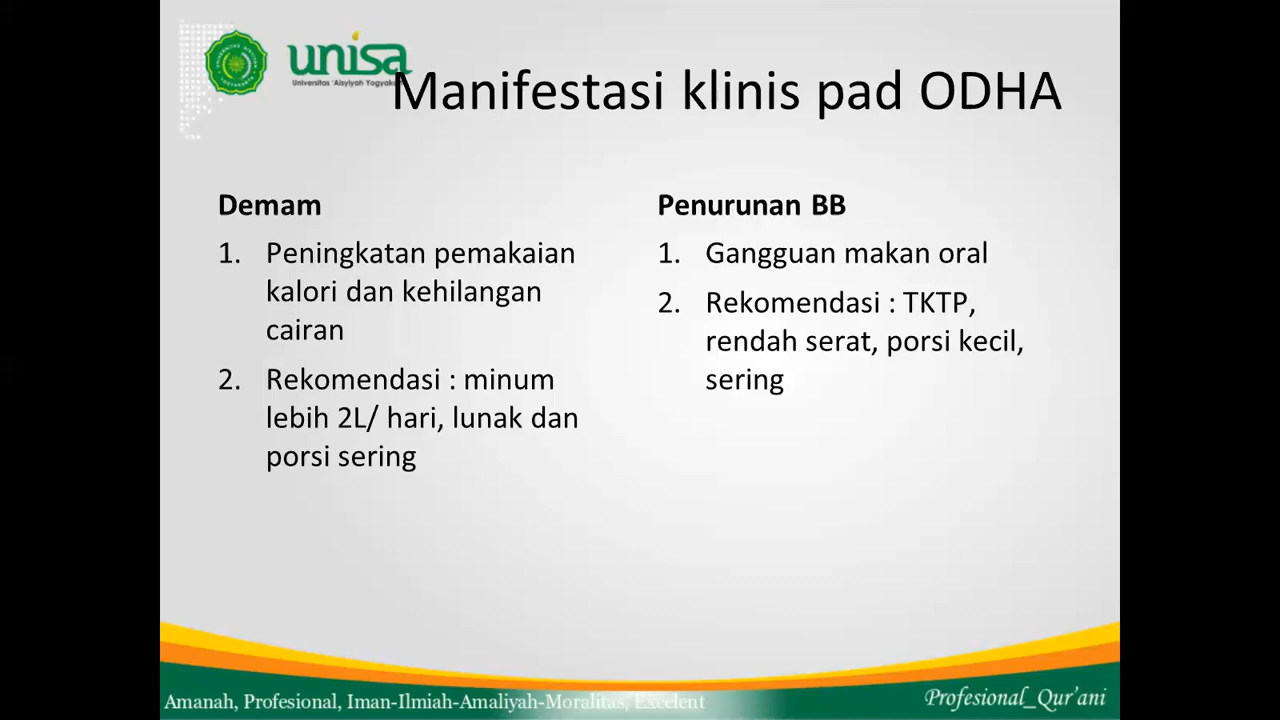 unisa
Universitas 'Aisyiyah Yogyakarta
Manifestasi klinis pad ODHA
Demam
1. Peningkatan pemakaian
kalori dan kehilangan
cairan
2. Rekomendasi : minum
lebih 2L/ hari, lunak dan
porsi sering
Penurunan BB
1. Gangguan makan oral
2. Rekomendasi : TKTP,
rendah serat, porsi kecil,
sering
Amanah, Profesional, Iman-Ilmiah-Amaliyah-Moralitas, Excelent
Profesional_Qur'ani